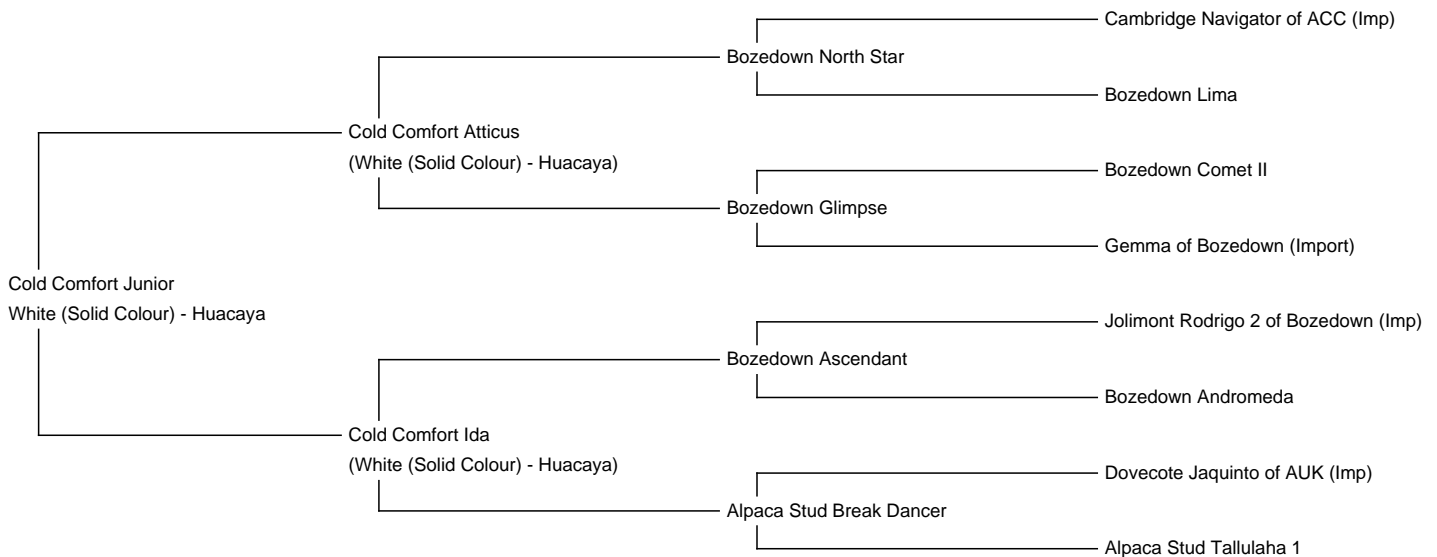 Cambridge Navigator of ACC (Imp)
Bozedown North Star
Bozedown Lima
Cold Comfort Atticus
(White (Solid Colour) - Huacaya)
Bozedown Comet II
Bozedown Glimpse
Gemma of Bozedown (Import)
Cold Comfort Junior
White (Solid Colour) - Huacaya
Jolimont Rodrigo 2 of Bozedown (Imp)
Bozedown Ascendant
Bozedown Andromeda
Cold Comfort Ida
(White (Solid Colour) - Huacaya)
Dovecote Jaquinto of AUK (Imp)
Alpaca Stud Break Dancer
Alpaca Stud Tallulaha 1